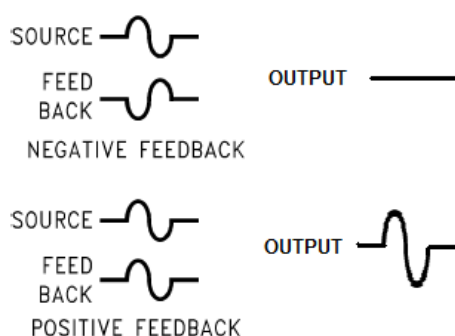 SOURCE
FEED
BACK
OUTPUT
NEGATIVE FEEDBACK
SOURCE
FEED
BACK
OUTPUT
POSITIVE FEEDBACK